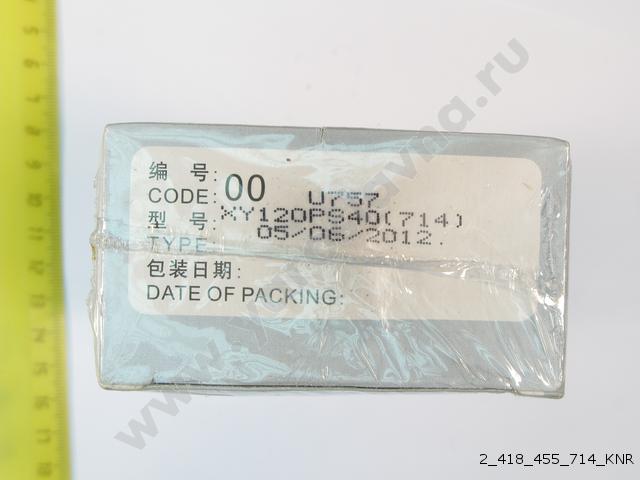 编 号:
CODE: 00 U757
型 号: XY120PS40(714)
TYPE 05/06/2012.
包装日期:
DATE OF PACKING:
2_418_455_714_KNR